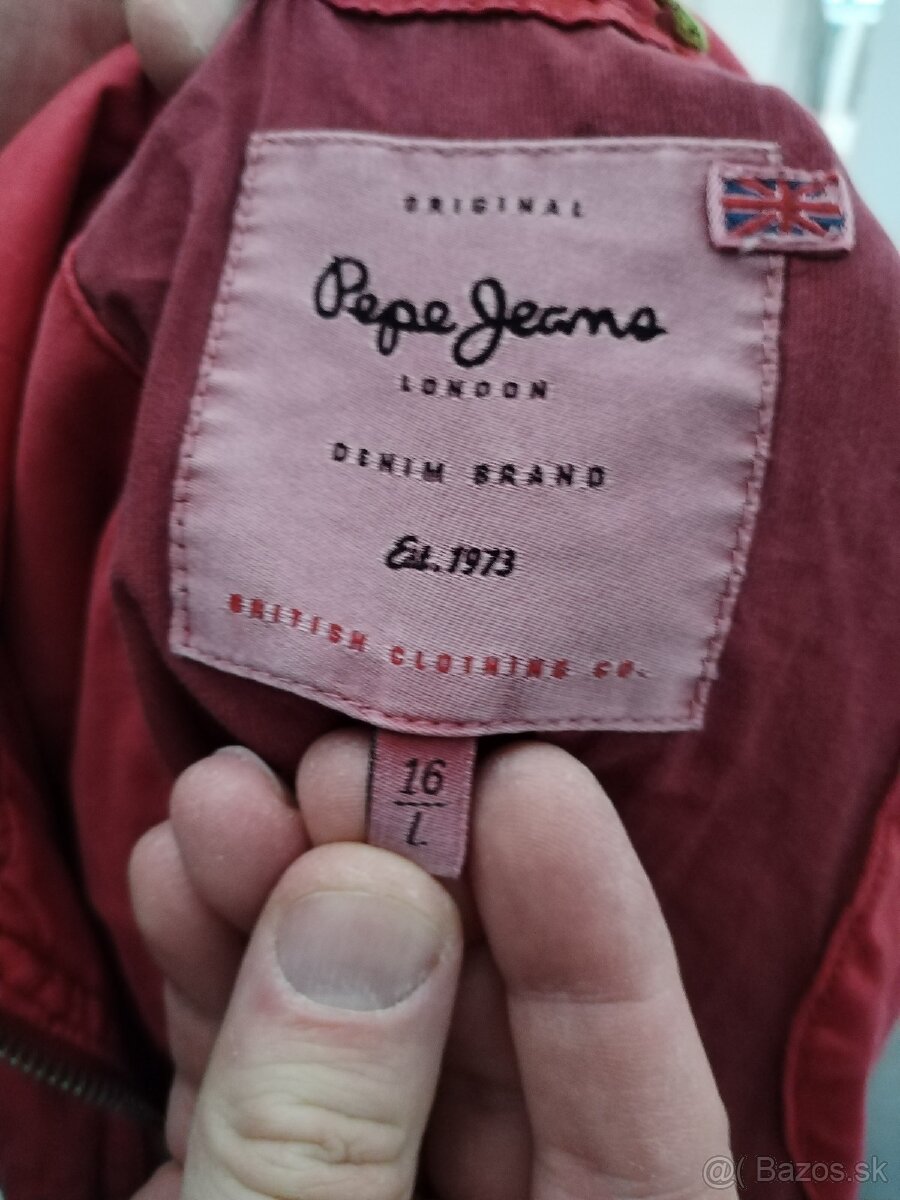 ORIGINAL
Pepe Jeans
LONDON
DENIM BRAND
Est. 1973
BRITISH CLOTHING CO.
16
L
@( Bazos.sk